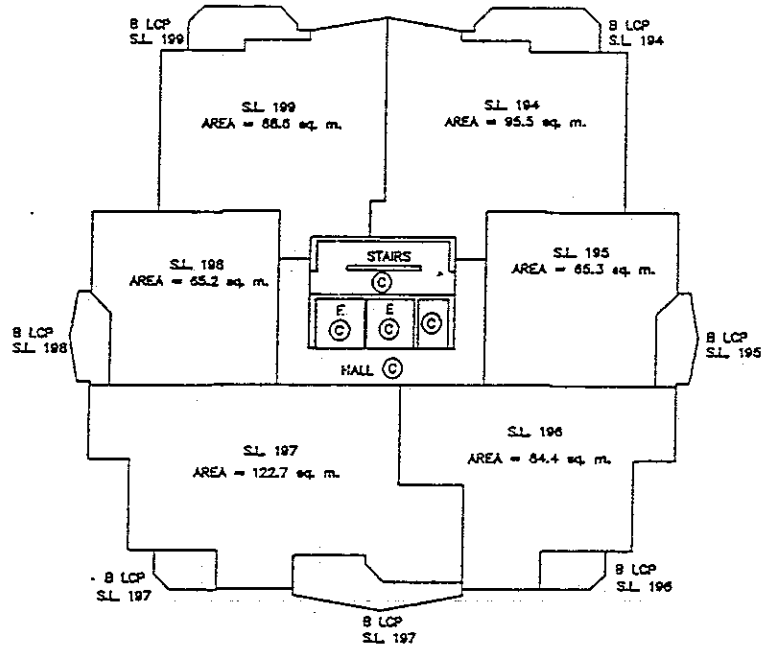 B LCP
S.L. 199
B LCP
S.L. 194
S.L. 199
AREA = 88.6 sq. m.
S.L. 194
AREA = 95.5 sq. m.
STAIRS
C
S.L. 198
AREA = 65.2 sq. m.
S.L. 195
AREA = 65.3 sq. m.
E
C
E
C
C
B LCP
S.L. 198
B LCP
S.L. 195
HALL C
S.L. 197
AREA = 122.7 sq. m.
S.L. 196
AREA = 84.4 sq. m.
B LCP
S.L. 197
B LCP
S.L. 196
B LCP
S.L. 197